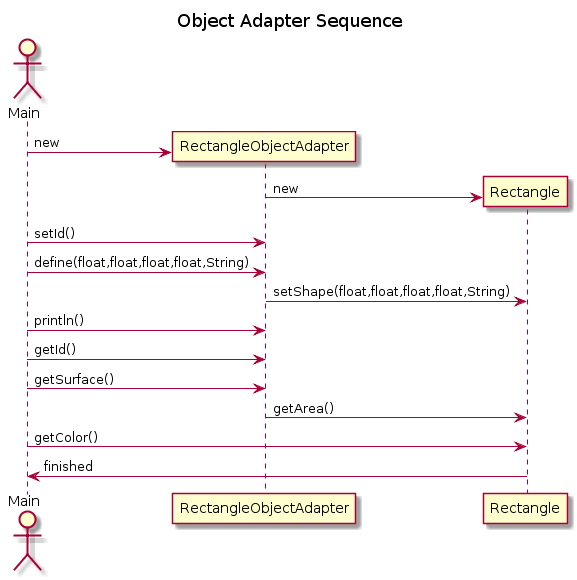 Object Adapter Sequence
Main
RectangleObjectAdapter
new
Rectangle
new
setId()
define(float,float,float,float,String)
setShape(float,float,float,float,String)
println()
getId()
getSurface()
getArea()
getColor()
finished
Main
RectangleObjectAdapter
Rectangle